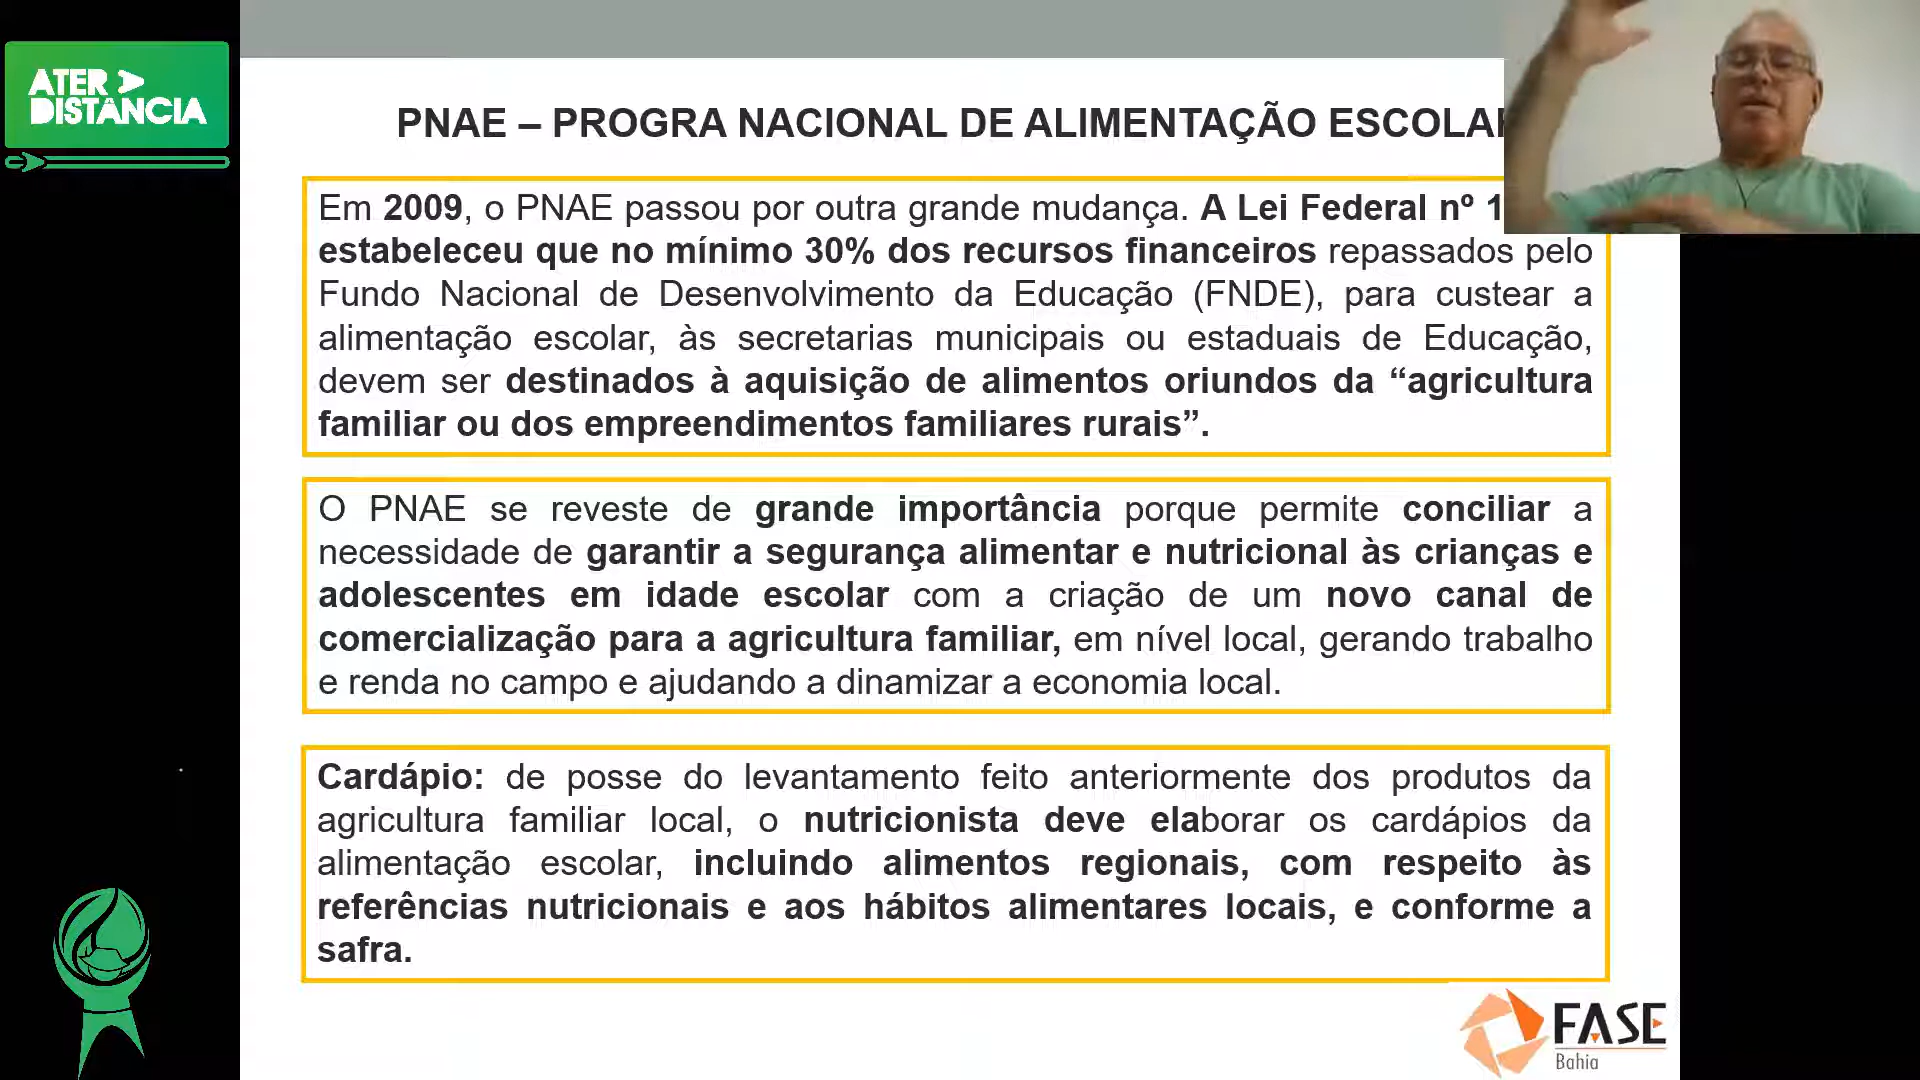 ATER
DISTÂNCIA
PNAE – PROGRA NACIONAL DE ALIMENTAÇÃO ESCOLAR
Em 2009, o PNAE passou por outra grande mudança. A Lei Federal nº 1
estabeleceu que no mínimo 30% dos recursos financeiros repassados pelo
Fundo Nacional de Desenvolvimento da Educação (FNDE), para custear a
alimentação escolar, às secretarias municipais ou estaduais de Educação,
devem ser destinados à aquisição de alimentos oriundos da “agricultura
familiar ou dos empreendimentos familiares rurais”.
O PNAE se reveste de grande importância porque permite conciliar a
necessidade de garantir a segurança alimentar e nutricional às crianças e
adolescentes em idade escolar com a criação de um novo canal de
comercialização para a agricultura familiar, em nível local, gerando trabalho
e renda no campo e ajudando a dinamizar a economia local.
Cardápio: de posse do levantamento feito anteriormente dos produtos da
agricultura familiar local, o nutricionista deve elaborar os cardápios da
alimentação escolar, incluindo alimentos regionais, com respeito às
referências nutricionais e aos hábitos alimentares locais, e conforme a
safra.
FASE
Bahia